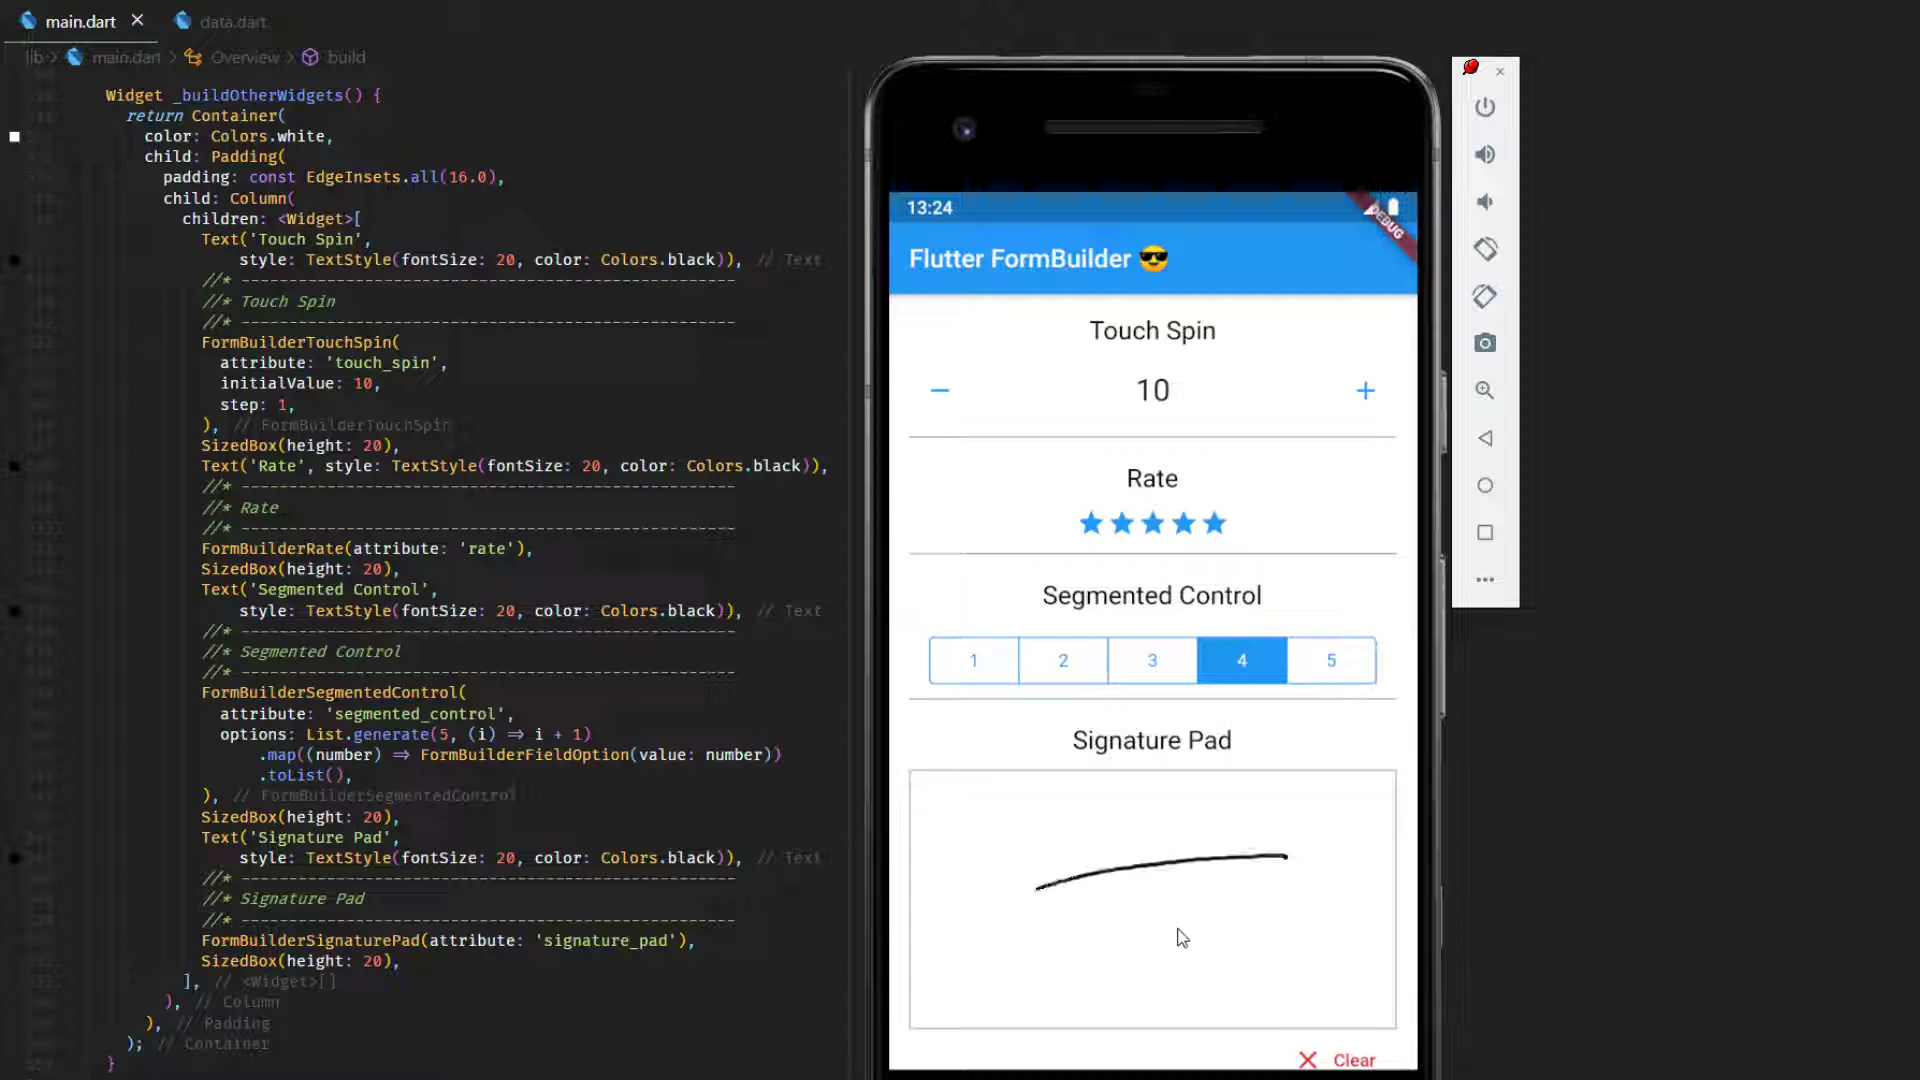 main.dart
data.dart
lib > main.dart > Overview > build
Widget _buildOtherWidgets() {
return Container(
color: Colors.white,
child: Padding(
padding: const EdgeInsets.all(16.0),
child: Column(
children: <Widget>[
Text('Touch Spin',
style: TextStyle(fontSize: 20, color: Colors.black)), // Text
//* ----------------------------------------------------
//* Touch Spin
//* ----------------------------------------------------
FormBuilderTouchSpin(
attribute: 'touch_spin',
initialValue: 10,
step: 1,
), // FormBuilderTouchSpin
SizedBox(height: 20),
Text('Rate', style: TextStyle(fontSize: 20, color: Colors.black)),
//* ----------------------------------------------------
//* Rate
//* ----------------------------------------------------
FormBuilderRate(attribute: 'rate'),
SizedBox(height: 20),
Text('Segmented Control',
style: TextStyle(fontSize: 20, color: Colors.black)), // Text
//* ----------------------------------------------------
//* Segmented Control
//* ----------------------------------------------------
FormBuilderSegmentedControl(
attribute: 'segmented_control',
options: List.generate(5, (i) => i + 1)
.map((number) => FormBuilderFieldOption(value: number))
.toList(),
), // FormBuilderSegmentedControl
SizedBox(height: 20),
Text('Signature Pad',
style: TextStyle(fontSize: 20, color: Colors.black)), // Text
//* ----------------------------------------------------
//* Signature Pad
//* ----------------------------------------------------
FormBuilderSignaturePad(attribute: 'signature_pad'),
SizedBox(height: 20),
], // <Widget>[]
), // Column
), // Padding
); // Container
}
13:24
DEBUG
Flutter FormBuilder 😎
Touch Spin
− 10 +
Rate
Segmented Control
1 2 3 4 5
Signature Pad
Clear